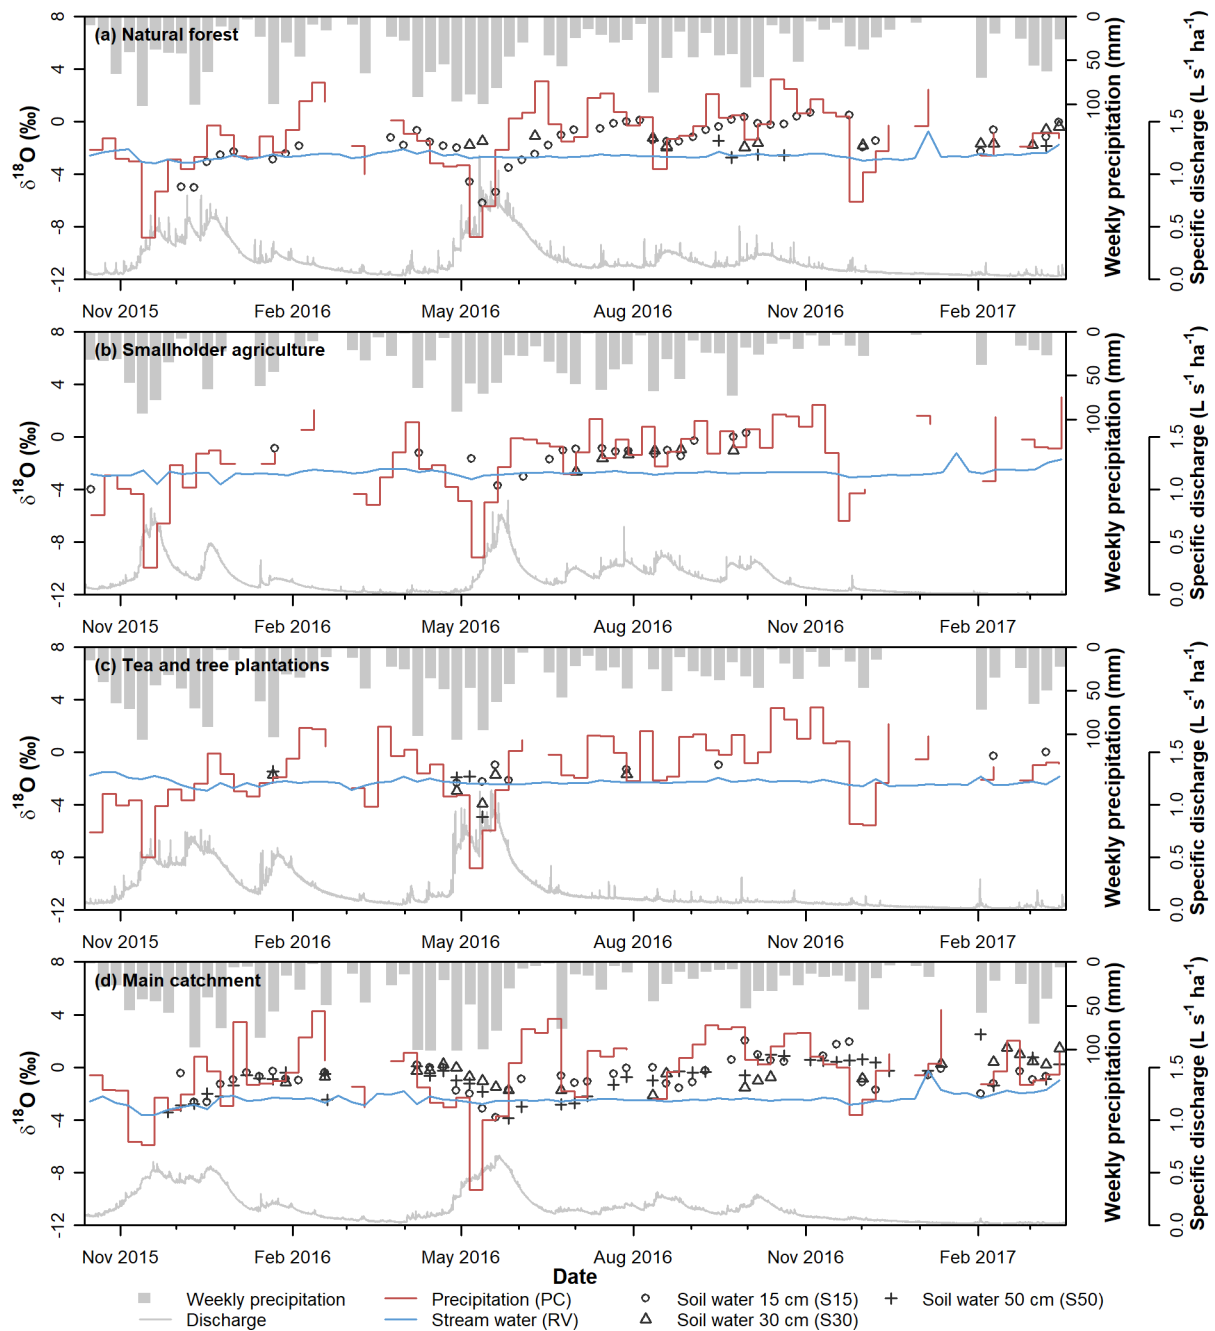 (a) Natural forest
8
4
0
-4
-8
-12
δ18O (‰)
0
50
100
Weekly precipitation (mm)
0.0
0.5
1.0
1.5
Specific discharge (L s-1 ha-1)
Nov 2015 Feb 2016 May 2016 Aug 2016 Nov 2016 Feb 2017
(b) Smallholder agriculture
8
4
0
-4
-8
-12
δ18O (‰)
0
50
100
Weekly precipitation (mm)
0.0
0.5
1.0
1.5
Specific discharge (L s-1 ha-1)
Nov 2015 Feb 2016 May 2016 Aug 2016 Nov 2016 Feb 2017
(c) Tea and tree plantations
8
4
0
-4
-8
-12
δ18O (‰)
0
50
100
Weekly precipitation (mm)
0.0
0.5
1.0
1.5
Specific discharge (L s-1 ha-1)
Nov 2015 Feb 2016 May 2016 Aug 2016 Nov 2016 Feb 2017
(d) Main catchment
8
4
0
-4
-8
-12
δ18O (‰)
0
50
100
Weekly precipitation (mm)
0.0
0.5
1.0
1.5
Specific discharge (L s-1 ha-1)
Nov 2015 Feb 2016 May 2016 Aug 2016 Nov 2016 Feb 2017
Date
Weekly precipitation Precipitation (PC) Soil water 15 cm (S15) Soil water 50 cm (S50)
Discharge Stream water (RV) Soil water 30 cm (S30)